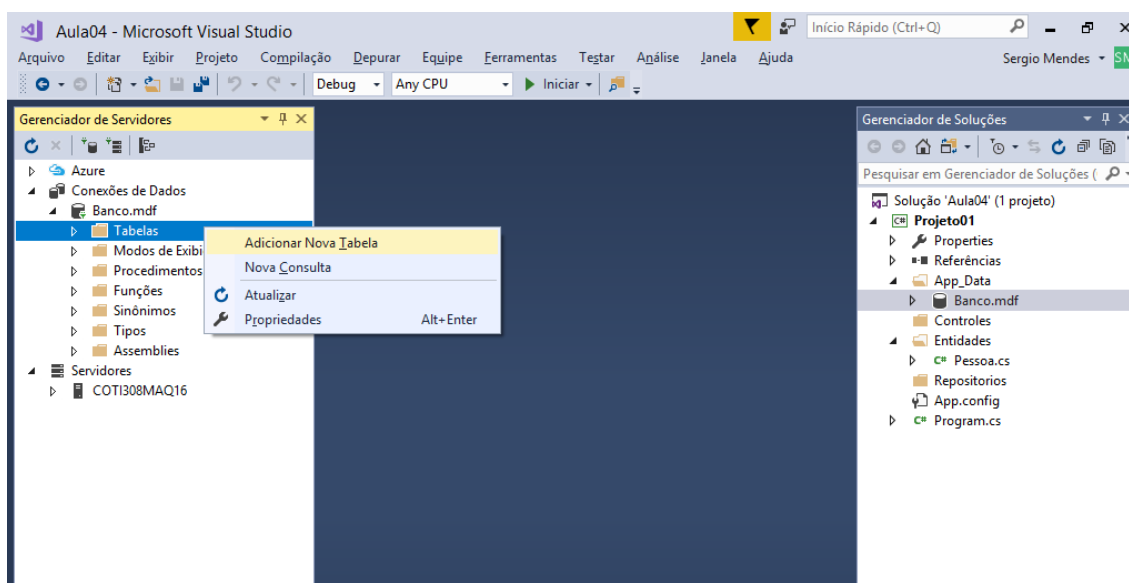 Aula04 - Microsoft Visual Studio
Início Rápido (Ctrl+Q)
Arquivo Editar Exibir Projeto Compilação Depurar Equipe Ferramentas Testar Análise Janela Ajuda
Sergio Mendes SM
Debug Any CPU Iniciar
Gerenciador de Servidores
Azure
Conexões de Dados
Banco.mdf
Tabelas
Modos de Exibi
Procedimentos
Funções
Sinônimos
Tipos
Assemblies
Servidores
COTI308MAQ16
Adicionar Nova Tabela
Nova Consulta
Atualizar
Propriedades Alt+Enter
Gerenciador de Soluções
Pesquisar em Gerenciador de Soluções (
Solução 'Aula04' (1 projeto)
C# Projeto01
Properties
Referências
App_Data
Banco.mdf
Controles
Entidades
C# Pessoa.cs
Repositorios
App.config
C# Program.cs